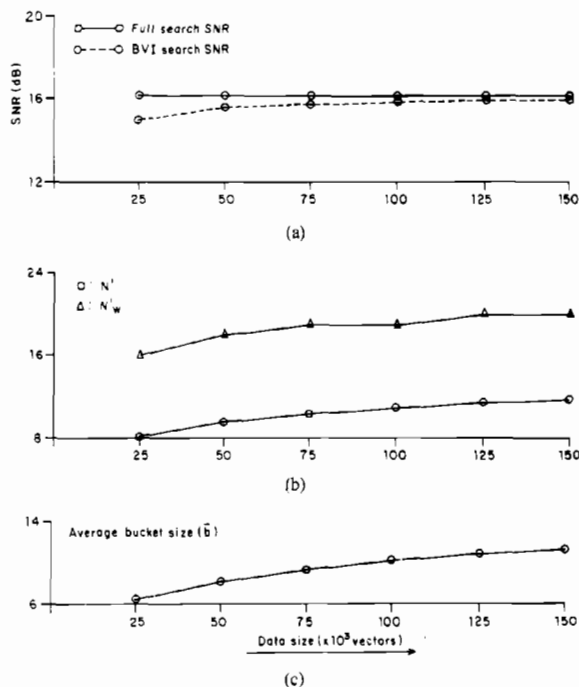 20
Full search SNR
BVI search SNR
SNR (dB)
16
12
25 50 75 100 125 150
(a)
24
: N'
: N'w
16
8
25 50 75 100 125 150
(b)
14
Average bucket size (b̄)
6
25 50 75 100 125 150
Data size (×10³ vectors)
(c)